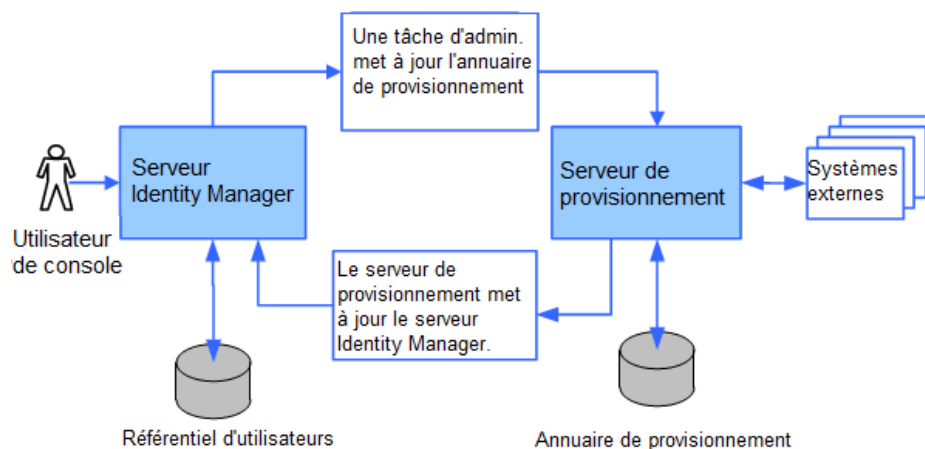 Une tâche d'admin.
met à jour l'annuaire
de provisionnement
Serveur
Identity Manager
Serveur de
provisionnement
Systèmes
externes
Utilisateur
de console
Le serveur de
provisionnement met
à jour le serveur
Identity Manager.
Référentiel d'utilisateurs
Annuaire de provisionnement